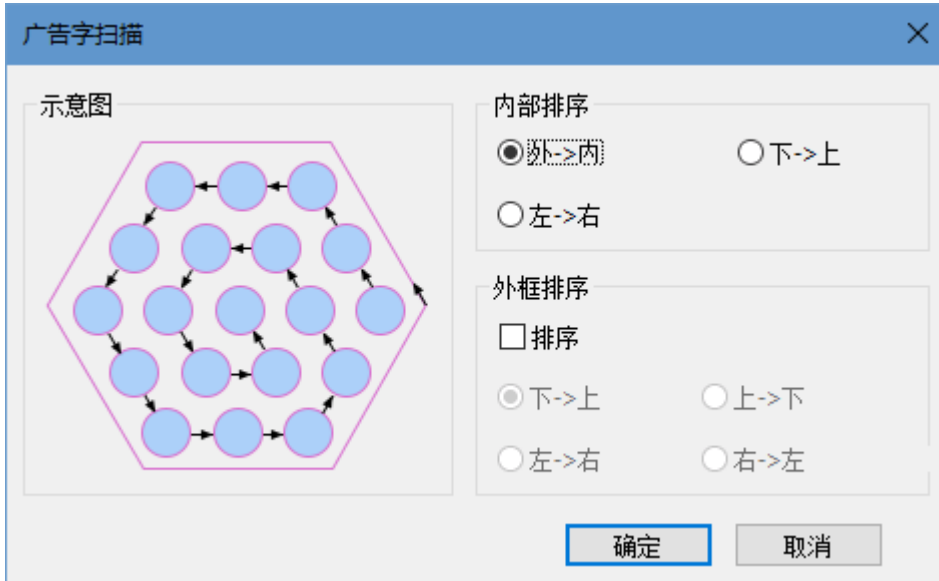 广告字扫描
示意图
内部排序
外->内
下->上
左->右
外框排序
排序
下->上
上->下
左->右
右->左
确定
取消